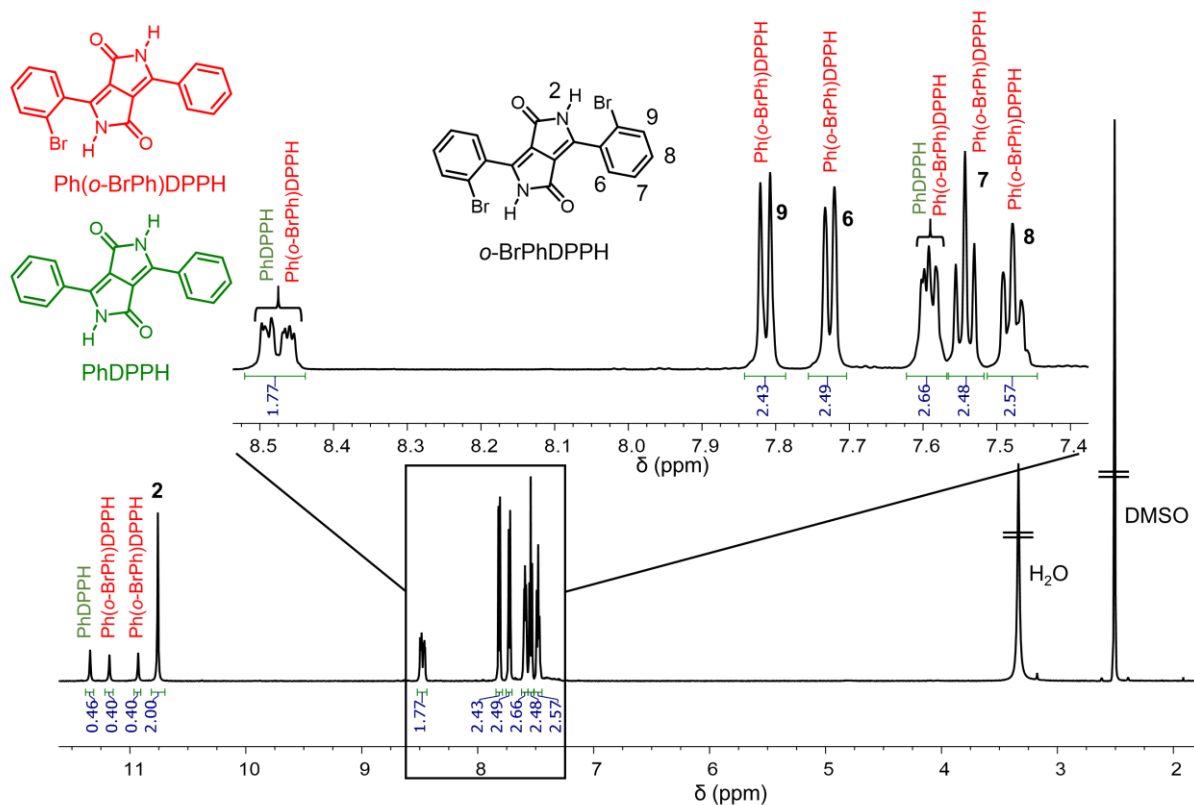 O
H
N
Br
N
H
O
Ph(o-BrPh)DPPH
O
H
N
N
H
O
PhDPPH
2
H
O
N
Br
9
8
7
6
Br
N
H
O
o-BrPhDPPH
PhDPPH
Ph(o-BrPh)DPPH
Ph(o-BrPh)DPPH
9
Ph(o-BrPh)DPPH
6
PhDPPH
Ph(o-BrPh)DPPH
Ph(o-BrPh)DPPH
7
Ph(o-BrPh)DPPH
8
1.77
2.43
2.49
2.66
2.48
2.57
8.5 8.4 8.3 8.2 8.1 8.0 7.9 7.8 7.7 7.6 7.5 7.4
δ (ppm)
PhDPPH
Ph(o-BrPh)DPPH
Ph(o-BrPh)DPPH
2
H2O
DMSO
0.46
0.40
0.40
2.00
1.77
2.43
2.49
2.66
2.48
2.57
11 10 9 8 7 6 5 4 3 2
δ (ppm)